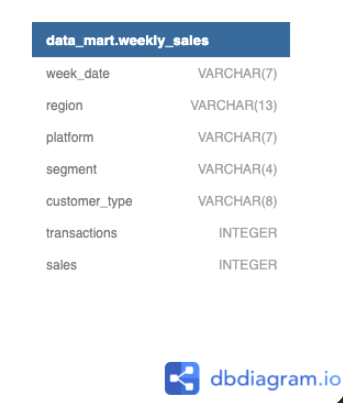 data_mart.weekly_sales
week_date VARCHAR(7)
region VARCHAR(13)
platform VARCHAR(7)
segment VARCHAR(4)
customer_type VARCHAR(8)
transactions INTEGER
sales INTEGER
dbdiagram.io